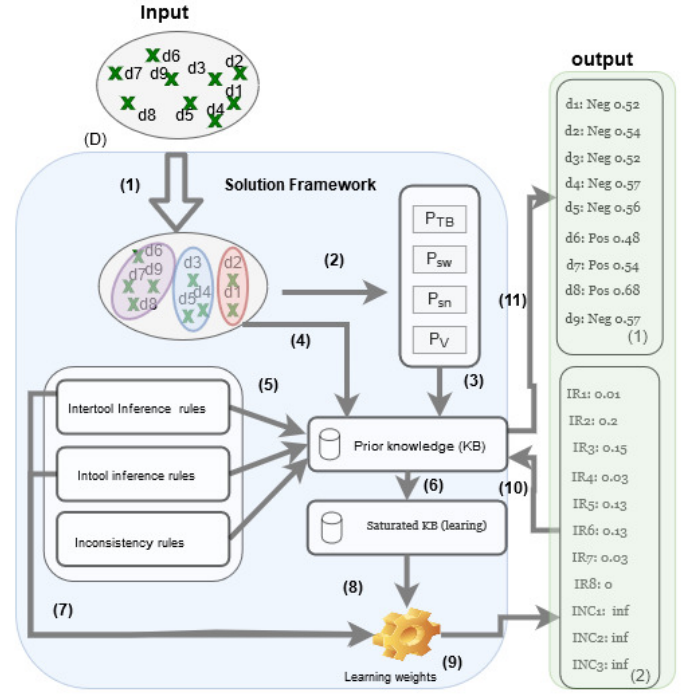 Input
d6
d7
d9
d3
d2
d8
d5
d4
d1
(D)
(1)
Solution Framework
d6
d7
d9
d8
d3
d5
d4
d2
d1
(2)
(4)
P_TB
P_sw
P_sn
P_V
(3)
(5)
Intertool Inference rules
Intool inference rules
Inconsistency rules
Prior knowledge (KB)
(6)
Saturated KB (learing)
(8)
(7)
Learning weights
(9)
(10)
(11)
output
d1: Neg 0.52
d2: Neg 0.54
d3: Neg 0.52
d4: Neg 0.57
d5: Neg 0.56
d6: Pos 0.48
d7: Pos 0.54
d8: Pos 0.68
d9: Neg 0.57
(1)
IR1: 0.01
IR2: 0.2
IR3: 0.15
IR4: 0.03
IR5: 0.13
IR6: 0.13
IR7: 0.03
IR8: 0
INC1: inf
INC2: inf
INC3: inf
(2)